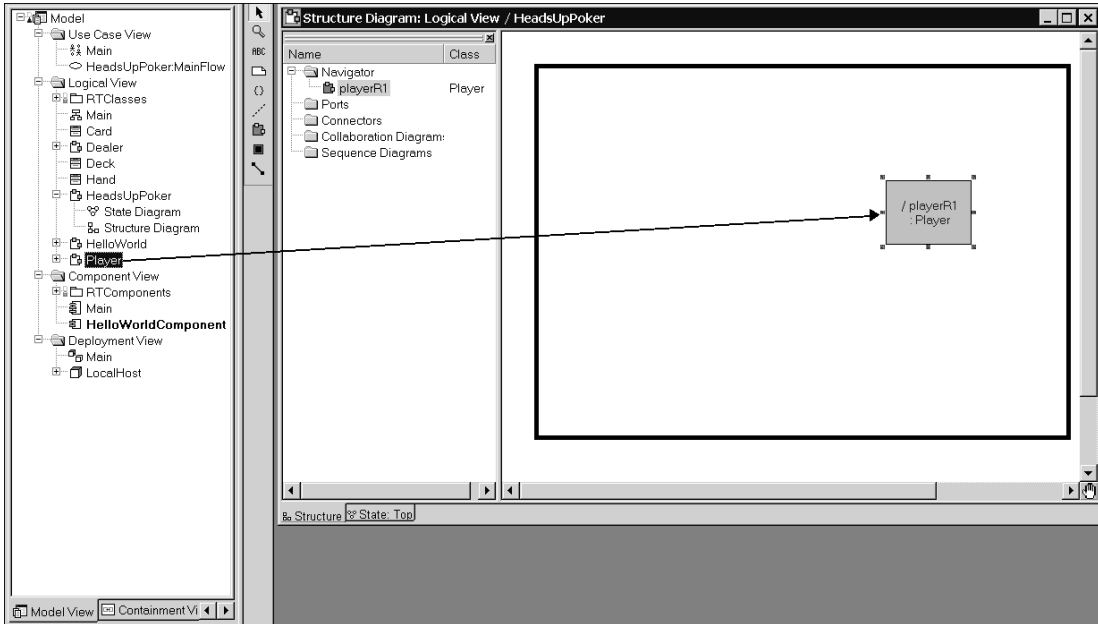 Model
Use Case View
Main
HeadsUpPoker:MainFlow
Logical View
RTClasses
Main
Card
Dealer
Deck
Hand
HeadsUpPoker
State Diagram
Structure Diagram
HelloWorld
Player
Component View
RTComponents
Main
HelloWorldComponent
Deployment View
Main
LocalHost
Model View Containment Vi
ABC
Structure Diagram: Logical View / HeadsUpPoker
Name Class
Navigator
playerR1 Player
Ports
Connectors
Collaboration Diagram:
Sequence Diagrams
/ playerR1
: Player
Structure State: Top